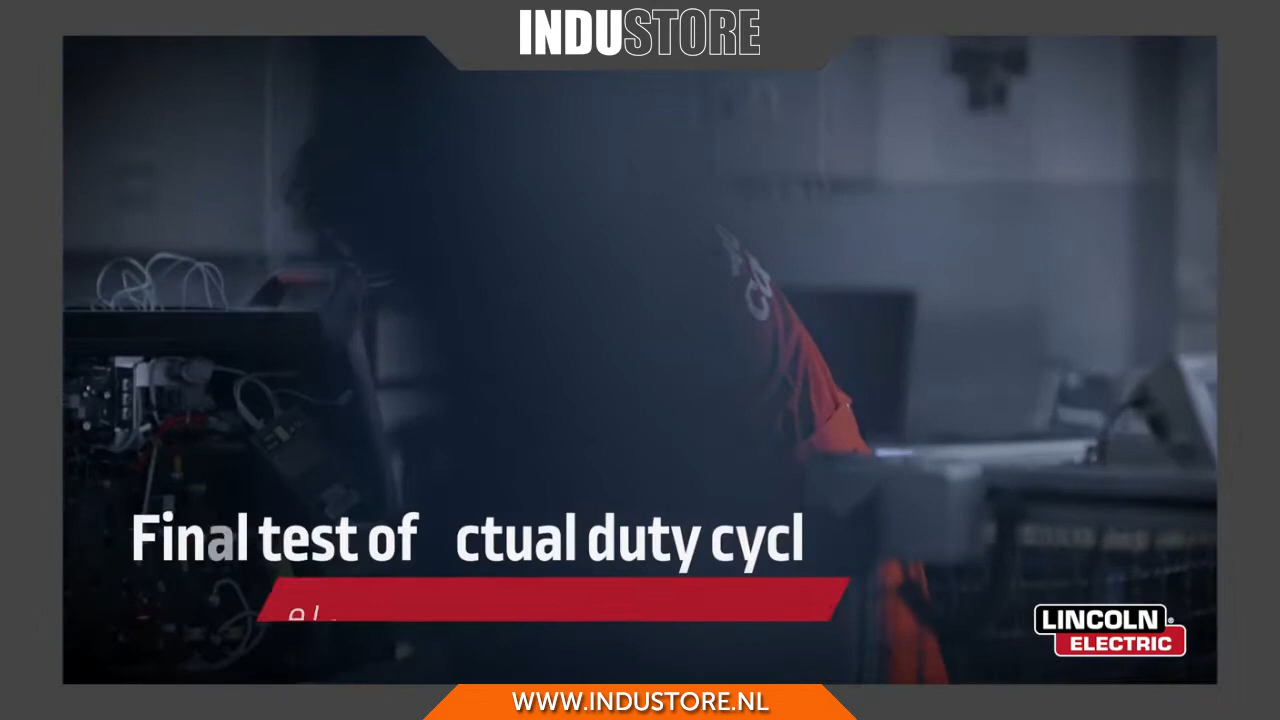 INDUSTORE
Final test of ctual duty cycl
LINCOLN®
ELECTRIC
WWW.INDUSTORE.NL